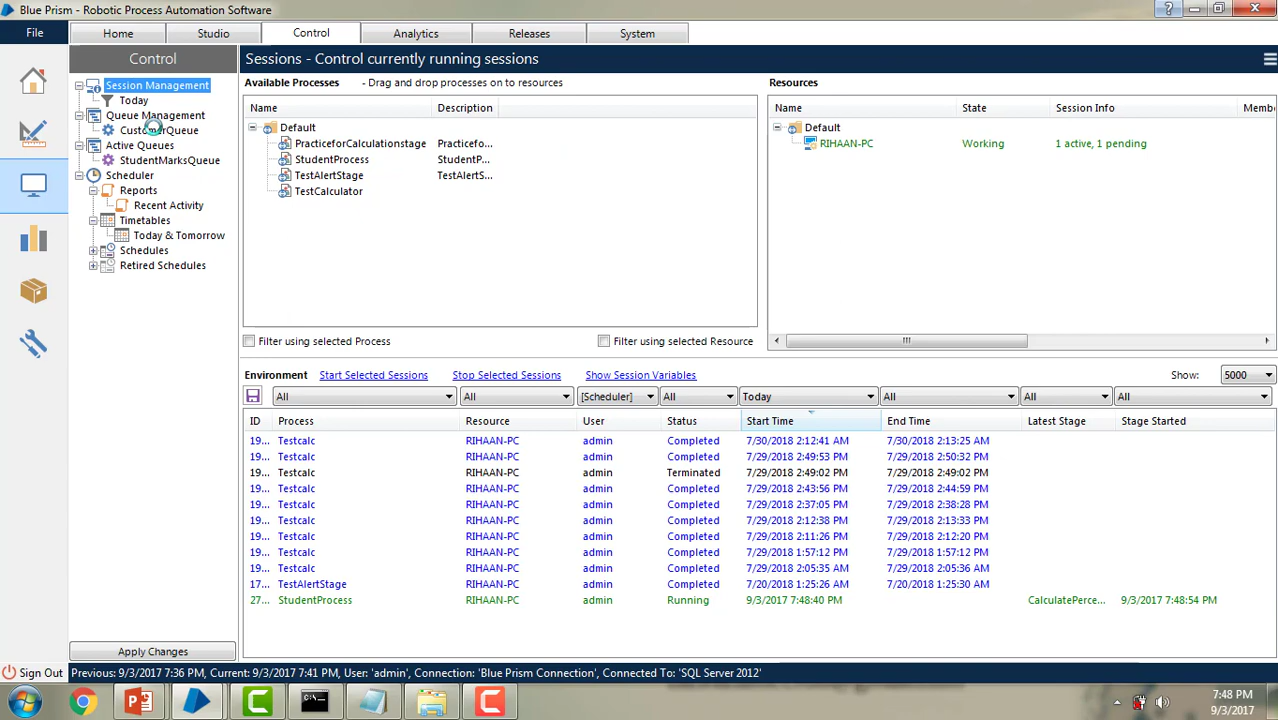 Blue Prism - Robotic Process Automation Software
File
Home
Studio
Control
Analytics
Releases
System
Control
Sessions - Control currently running sessions
Session Management
Today
Queue Management
CustomerQueue
Active Queues
StudentMarksQueue
Scheduler
Reports
Recent Activity
Timetables
Today & Tomorrow
Schedules
Retired Schedules
Apply Changes
Available Processes - Drag and drop processes on to resources
Name Description
Default
PracticeforCalculationstage Practicefo...
StudentProcess StudentP...
TestAlertStage TestAlertS...
TestCalculator
Filter using selected Process
Filter using selected Resource
Resources
Name State Session Info Membe
Default
RIHAAN-PC Working 1 active, 1 pending
Environment Start Selected Sessions Stop Selected Sessions Show Session Variables Show: 5000
All All [Scheduler] All Today All All All
ID Process Resource User Status Start Time End Time Latest Stage Stage Started
19... Testcalc RIHAAN-PC admin Completed 7/30/2018 2:12:41 AM 7/30/2018 2:13:25 AM
19... Testcalc RIHAAN-PC admin Completed 7/29/2018 2:49:53 PM 7/29/2018 2:50:32 PM
19... Testcalc RIHAAN-PC admin Terminated 7/29/2018 2:49:02 PM 7/29/2018 2:49:02 PM
19... Testcalc RIHAAN-PC admin Completed 7/29/2018 2:43:56 PM 7/29/2018 2:44:59 PM
19... Testcalc RIHAAN-PC admin Completed 7/29/2018 2:37:05 PM 7/29/2018 2:38:28 PM
19... Testcalc RIHAAN-PC admin Completed 7/29/2018 2:12:38 PM 7/29/2018 2:13:33 PM
19... Testcalc RIHAAN-PC admin Completed 7/29/2018 2:11:26 PM 7/29/2018 2:12:20 PM
19... Testcalc RIHAAN-PC admin Completed 7/29/2018 1:57:12 PM 7/29/2018 1:57:12 PM
19... Testcalc RIHAAN-PC admin Completed 7/29/2018 2:05:35 AM 7/29/2018 2:05:36 AM
17... TestAlertStage RIHAAN-PC admin Completed 7/20/2018 1:25:26 AM 7/20/2018 1:25:30 AM
27... StudentProcess RIHAAN-PC admin Running 9/3/2017 7:48:40 PM CalculatePerce... 9/3/2017 7:48:54 PM
Sign Out
Previous: 9/3/2017 7:36 PM, Current: 9/3/2017 7:41 PM, User: 'admin', Connection: 'Blue Prism Connection', Connected To: 'SQL Server 2012'
7:48 PM
9/3/2017